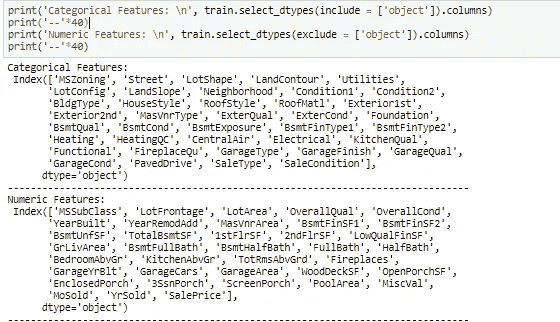 print('Categorical Features: \n', train.select_dtypes(include = ['object']).columns)
print('--'*40)
print('Numeric Features: \n', train.select_dtypes(exclude = ['object']).columns)
print('--'*40)
Categorical Features:
Index(['MSZoning', 'Street', 'LotShape', 'LandContour', 'Utilities',
'LotConfig', 'LandSlope', 'Neighborhood', 'Condition1', 'Condition2',
'BldgType', 'HouseStyle', 'RoofStyle', 'RoofMatl', 'Exterior1st',
'Exterior2nd', 'MasVnrType', 'ExterQual', 'ExterCond', 'Foundation',
'BsmtQual', 'BsmtCond', 'BsmtExposure', 'BsmtFinType1', 'BsmtFinType2',
'Heating', 'HeatingQC', 'CentralAir', 'Electrical', 'KitchenQual',
'Functional', 'FireplaceQu', 'GarageType', 'GarageFinish', 'GarageQual',
'GarageCond', 'PavedDrive', 'SaleType', 'SaleCondition'],
dtype='object')
--------------------------------------------------------------------------------
Numeric Features:
Index(['MSSubClass', 'LotFrontage', 'LotArea', 'OverallQual', 'OverallCond',
'YearBuilt', 'YearRemodAdd', 'MasVnrArea', 'BsmtFinSF1', 'BsmtFinSF2',
'BsmtUnfSF', 'TotalBsmtSF', '1stFlrSF', '2ndFlrSF', 'LowQualFinSF',
'GrLivArea', 'BsmtFullBath', 'BsmtHalfBath', 'FullBath', 'HalfBath',
'BedroomAbvGr', 'KitchenAbvGr', 'TotRmsAbvGrd', 'Fireplaces',
'GarageYrBlt', 'GarageCars', 'GarageArea', 'WoodDeckSF', 'OpenPorchSF',
'EnclosedPorch', '3SsnPorch', 'ScreenPorch', 'PoolArea', 'MiscVal',
'MoSold', 'YrSold', 'SalePrice'],
dtype='object')
--------------------------------------------------------------------------------